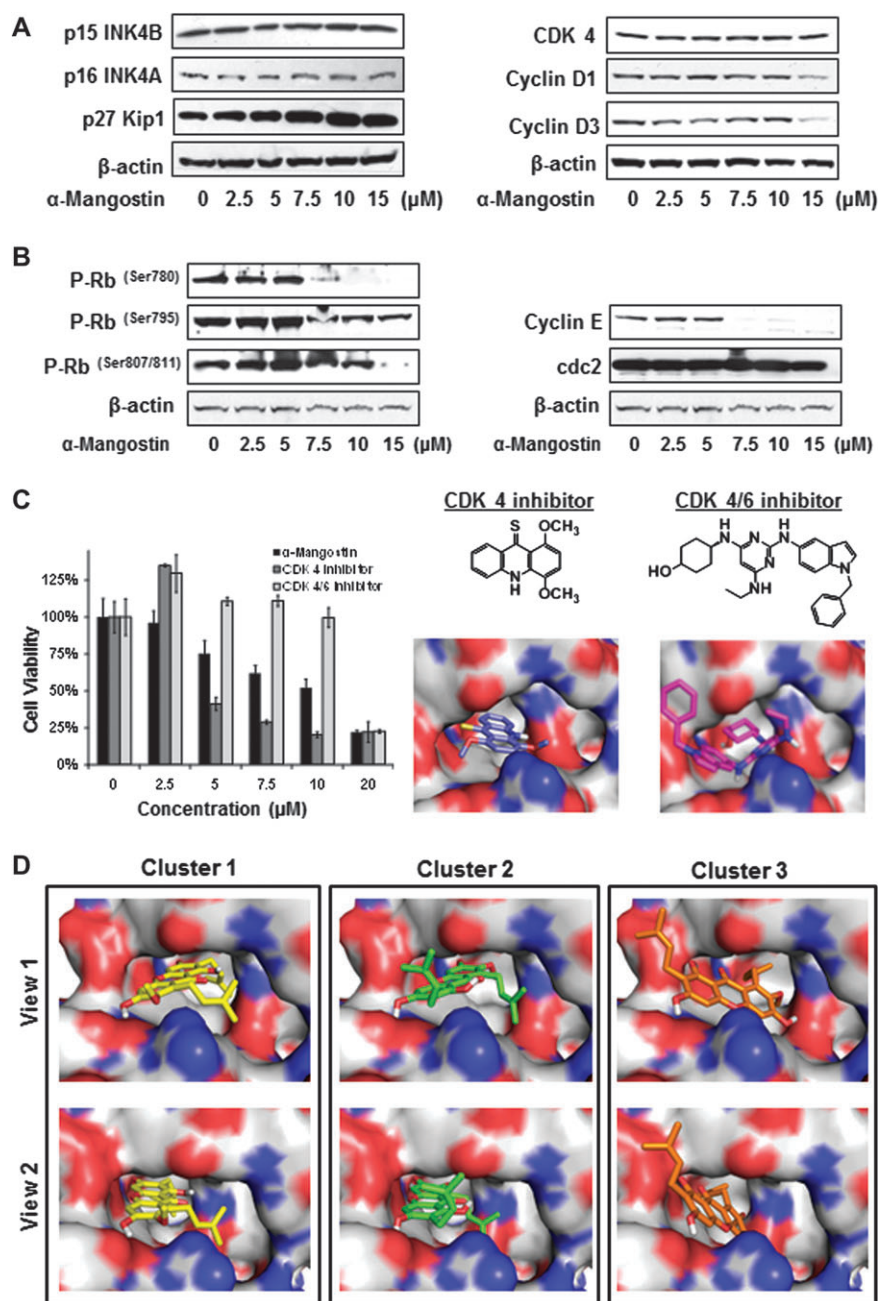 A
p15 INK4B
p16 INK4A
p27 Kip1
β-actin
α-Mangostin 0 2.5 5 7.5 10 15 (µM)
CDK 4
Cyclin D1
Cyclin D3
β-actin
α-Mangostin 0 2.5 5 7.5 10 15 (µM)
B
P-Rb (Ser780)
P-Rb (Ser795)
P-Rb (Ser807/811)
β-actin
α-Mangostin 0 2.5 5 7.5 10 15 (µM)
Cyclin E
cdc2
β-actin
α-Mangostin 0 2.5 5 7.5 10 15 (µM)
C
α-Mangostin
CDK 4 Inhibitor
CDK 4/6 Inhibitor
Cell Viability
100%
75%
50%
25%
0%
0 2.5 5 7.5 10 20
Concentration (µM)
CDK 4 inhibitor
S
OCH3
N
H
OCH3
CDK 4/6 inhibitor
H
N
N
H
N
N
HO
NH
N
D
Cluster 1
Cluster 2
Cluster 3
View 1
View 2